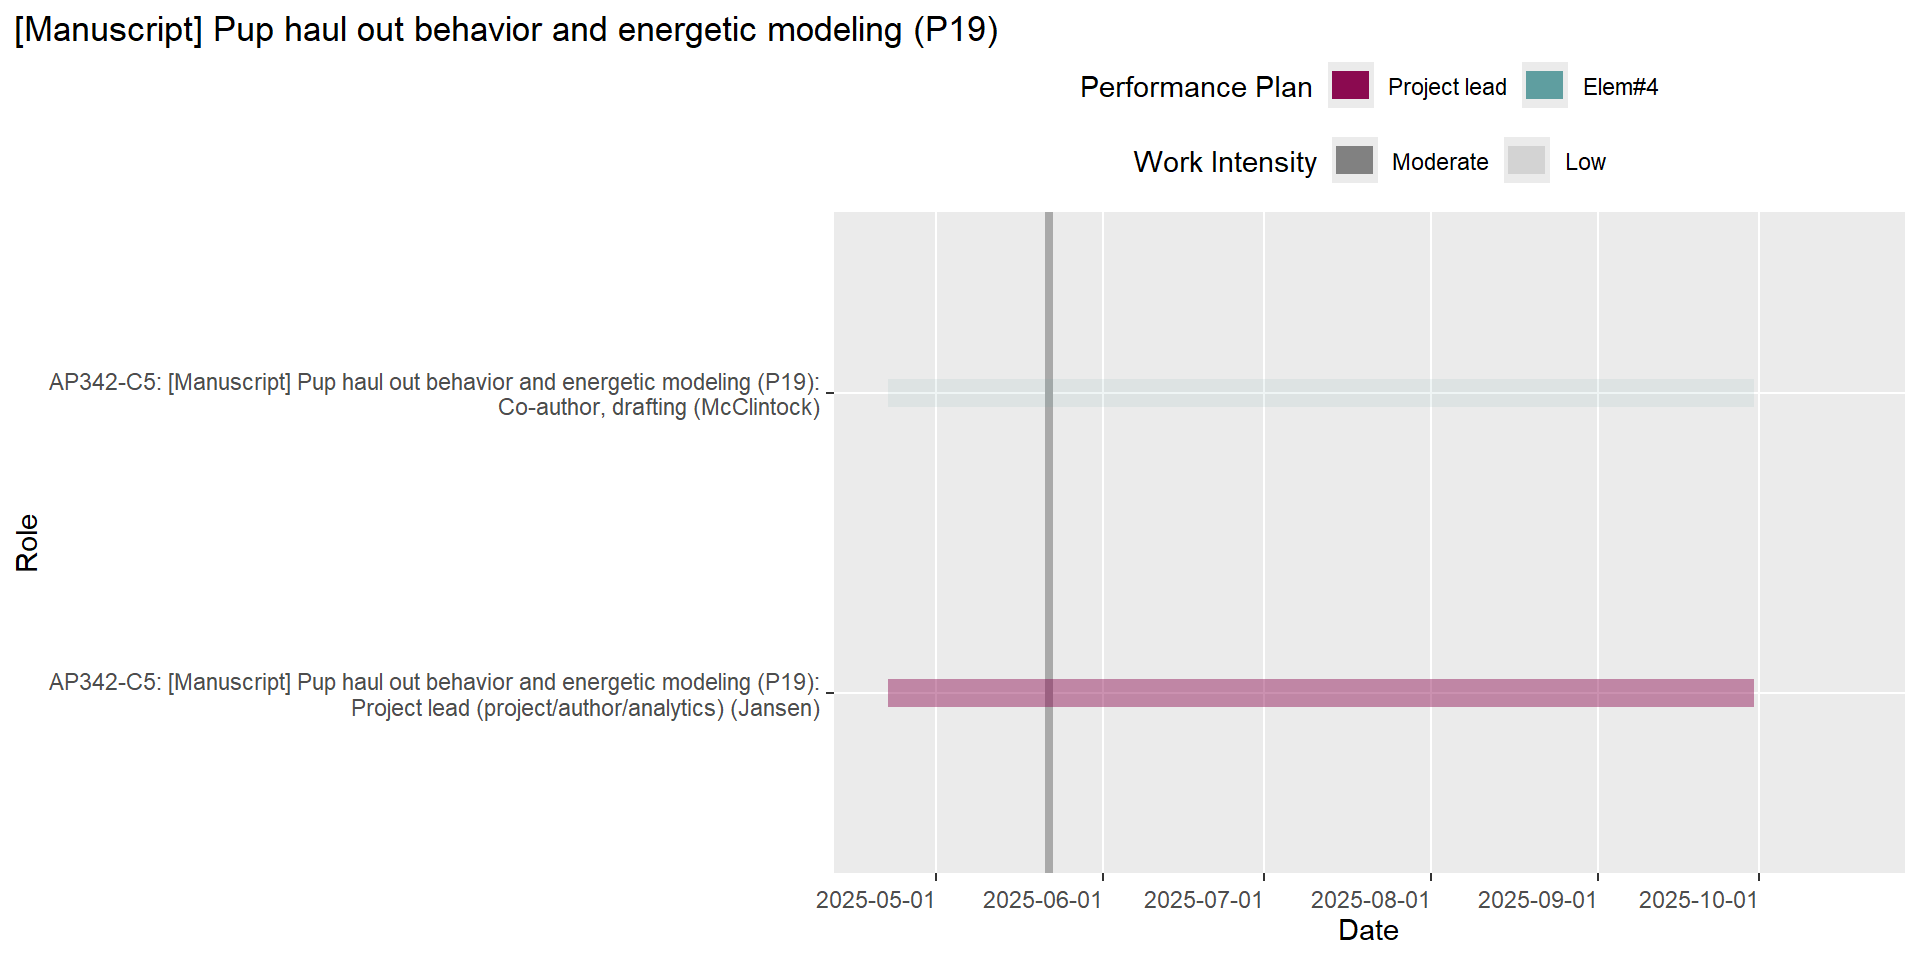 [Manuscript] Pup haul out behavior and energetic modeling (P19)
Performance Plan Project lead Elem#4
Work Intensity Moderate Low
AP342-C5: [Manuscript] Pup haul out behavior and energetic modeling (P19):
Co-author, drafting (McClintock)
Role
AP342-C5: [Manuscript] Pup haul out behavior and energetic modeling (P19):
Project lead (project/author/analytics) (Jansen)
2025-05-01 2025-06-01 2025-07-01 2025-08-01 2025-09-01 2025-10-01
Date